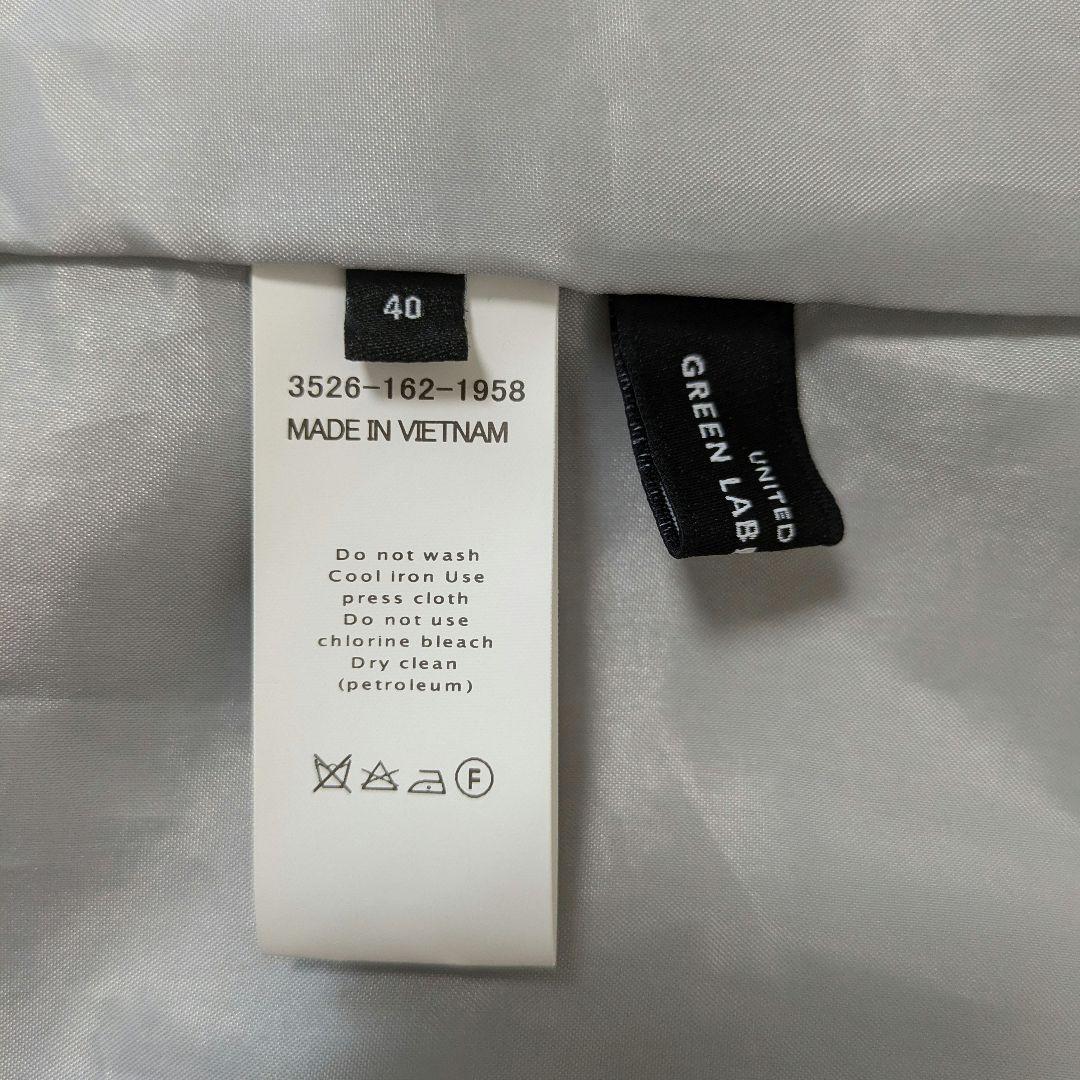 40
3526-162-1958
MADE IN VIETNAM
Do not wash
Cool iron Use
press cloth
Do not use
chlorine bleach
Dry clean
(petroleum)
F
UNITED
GREEN LAB